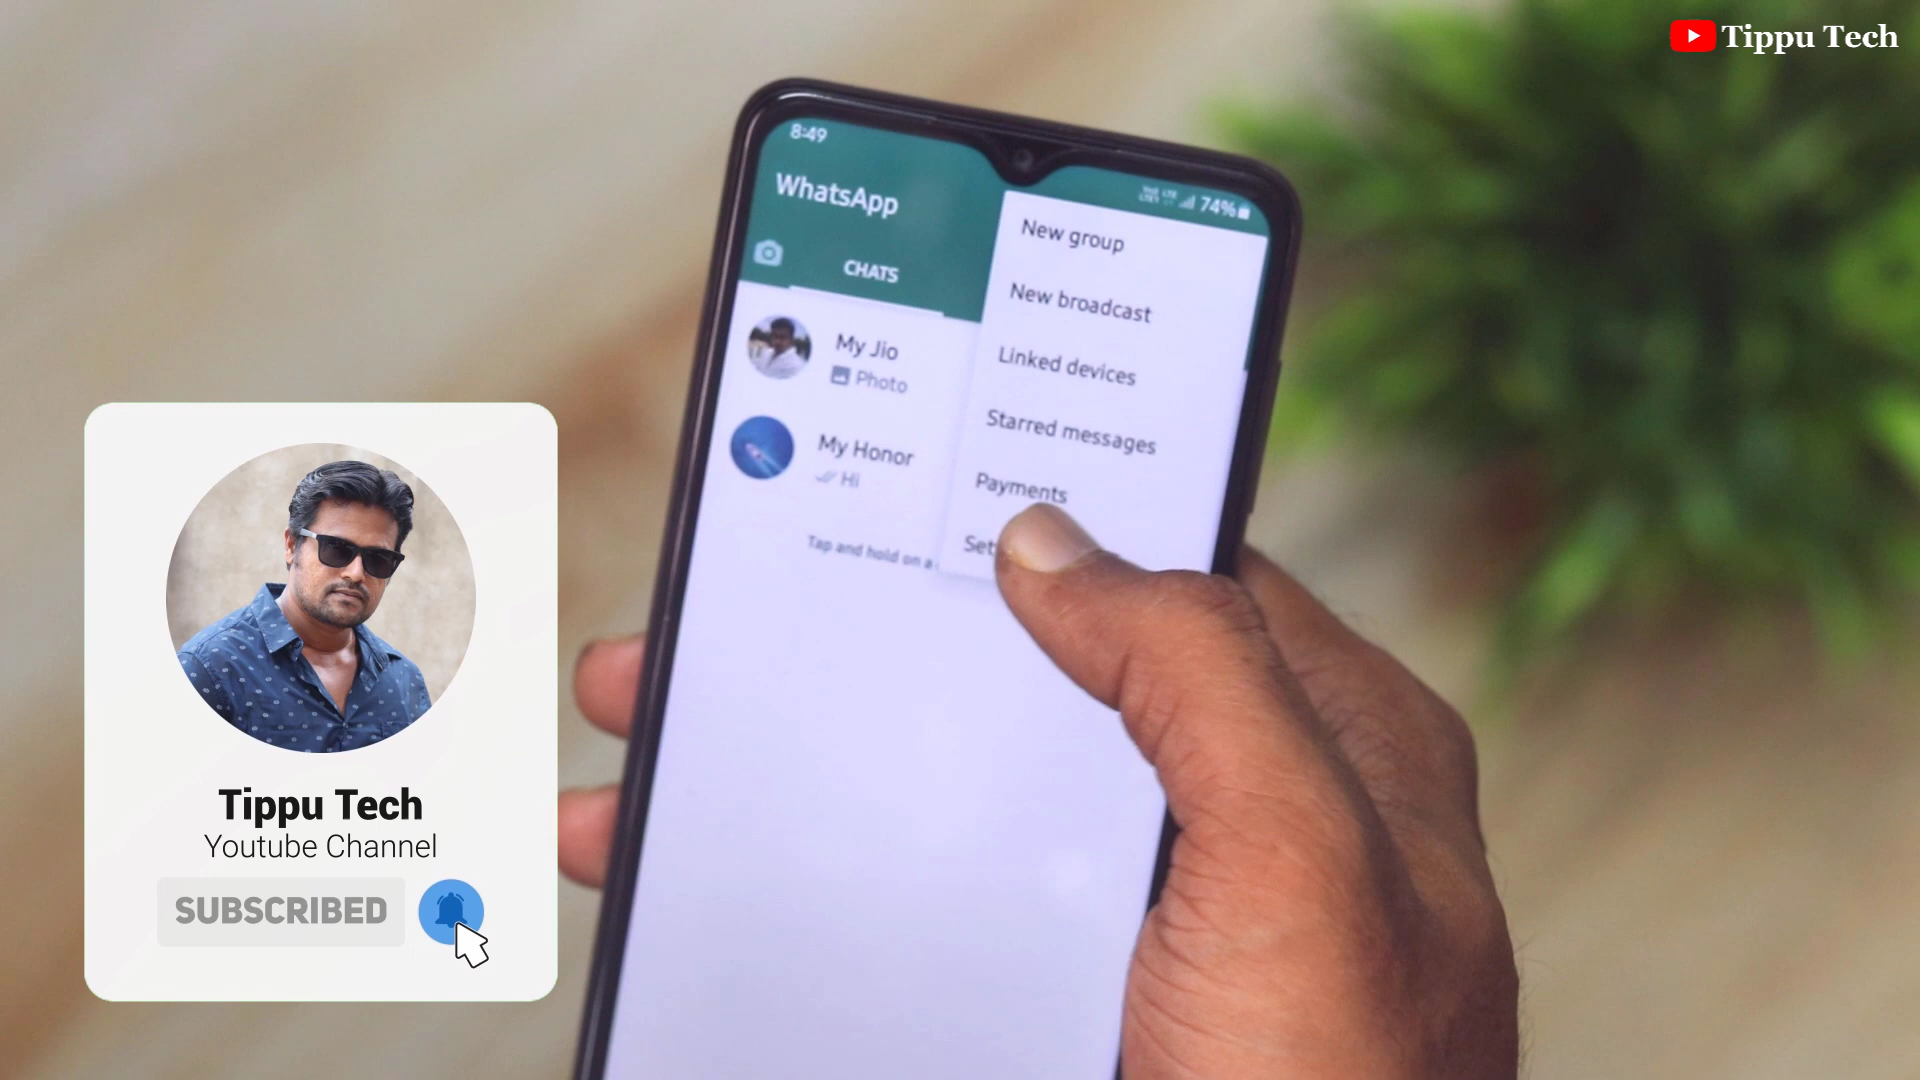 Tippu Tech
8:49
74%
WhatsApp
CHATS
New group
New broadcast
Linked devices
Starred messages
Payments
My Jio
Photo
My Honor
Hi
Tap and hold on a
Tippu Tech
Youtube Channel
SUBSCRIBED